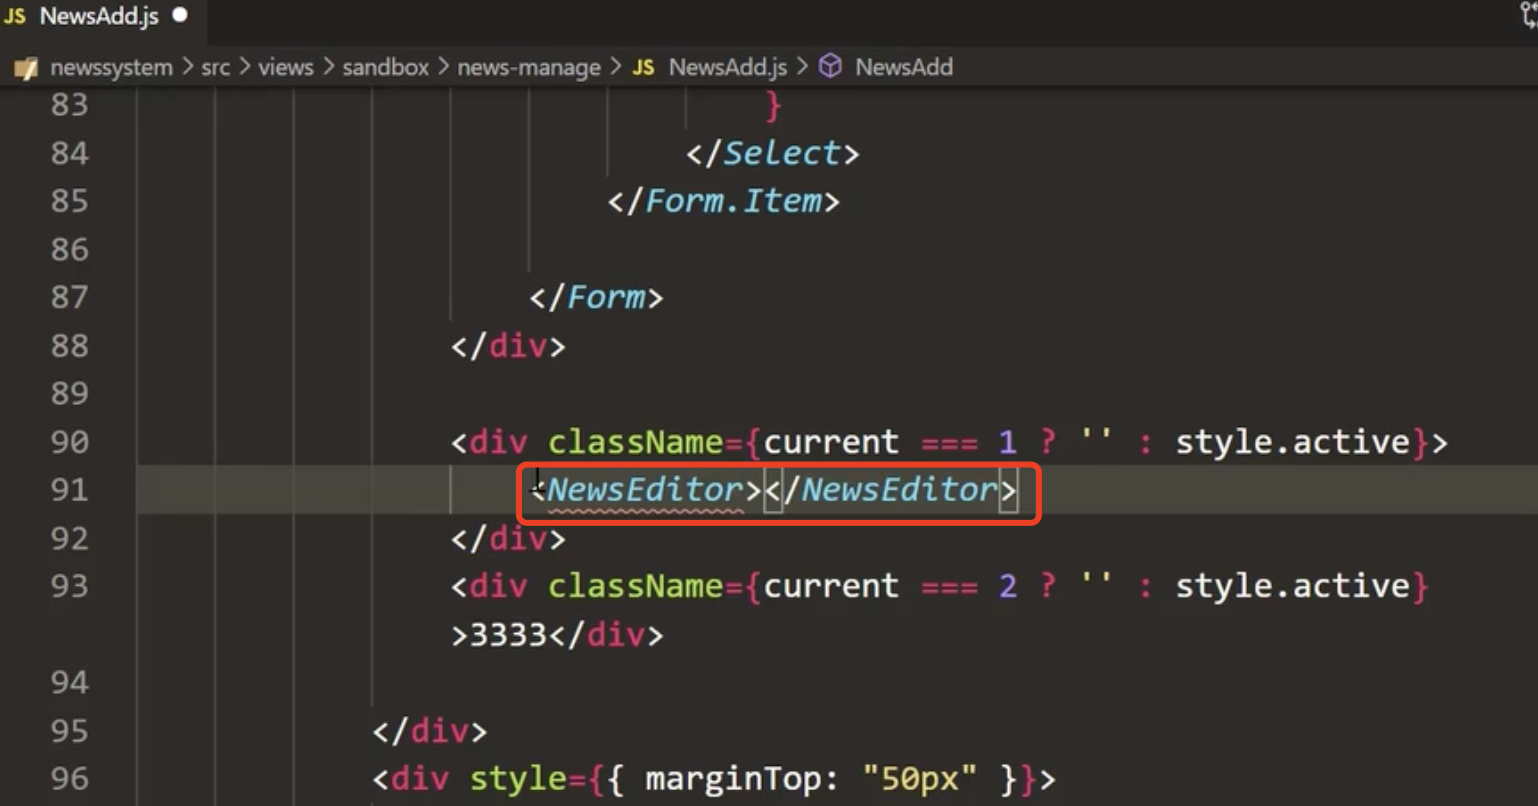 JS NewsAdd.js
newssystem > src > views > sandbox > news-manage > JS NewsAdd.js > NewsAdd
83 }
84 </Select>
85 </Form.Item>
86
87 </Form>
88 </div>
89
90 <div className={current === 1 ? '' : style.active}>
91 <NewsEditor></NewsEditor>
92 </div>
93 <div className={current === 2 ? '' : style.active}
>3333</div>
94
95 </div>
96 <div style={{ marginTop: "50px" }}>